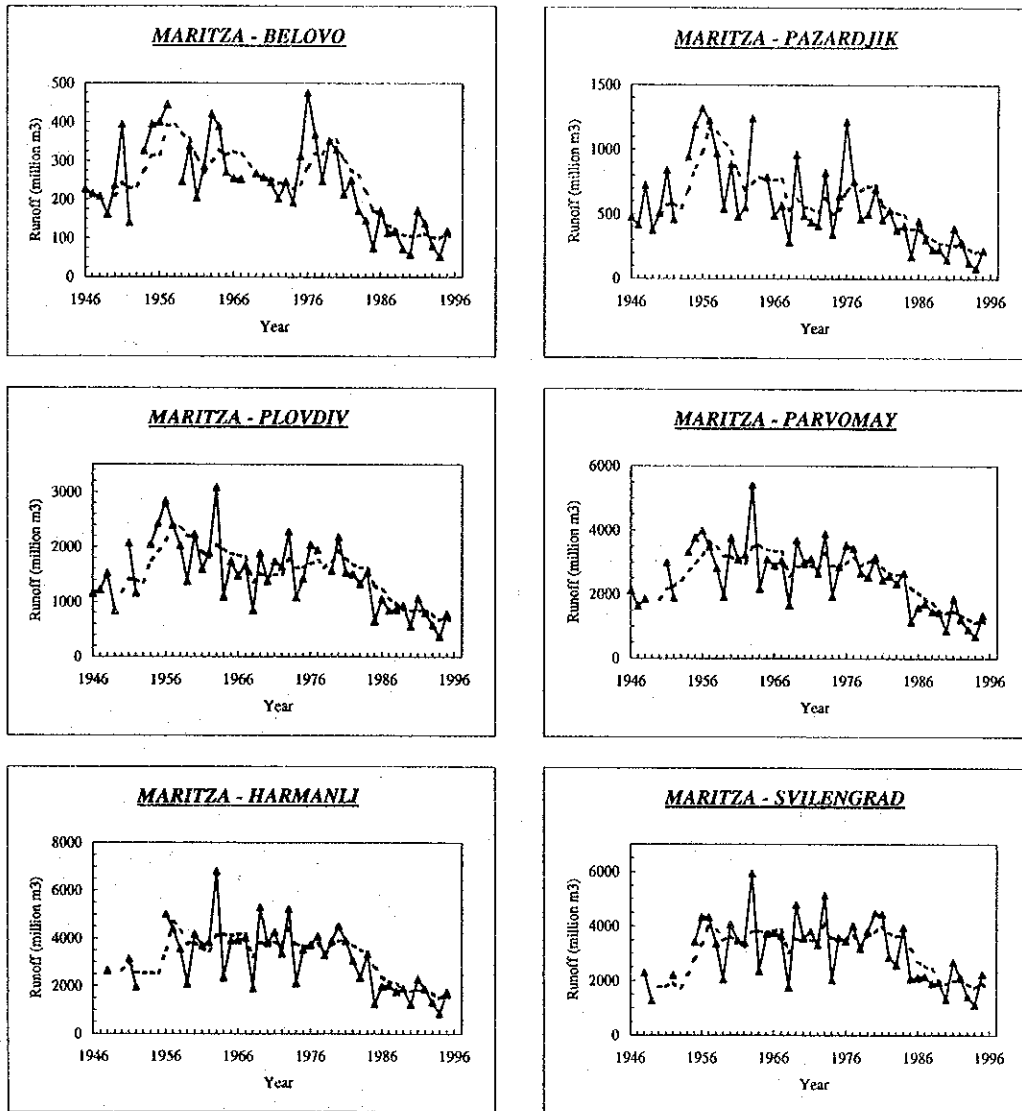 MARITZA - BELOVO
Runoff (million m3)
500
400
300
200
100
0
1946 1956 1966 1976 1986 1996
Year
MARITZA - PAZARDJIK
Runoff (million m3)
1500
1000
500
0
1946 1956 1966 1976 1986 1996
Year
MARITZA - PLOVDIV
Runoff (million m3)
3000
2000
1000
0
1946 1956 1966 1976 1986 1996
Year
MARITZA - PARVOMAY
Runoff (million m3)
6000
4000
2000
0
1946 1956 1966 1976 1986 1996
Year
MARITZA - HARMANLI
Runoff (million m3)
8000
6000
4000
2000
0
1946 1956 1966 1976 1986 1996
Year
MARITZA - SVILENGRAD
Runoff (million m3)
6000
4000
2000
0
1946 1956 1966 1976 1986 1996
Year